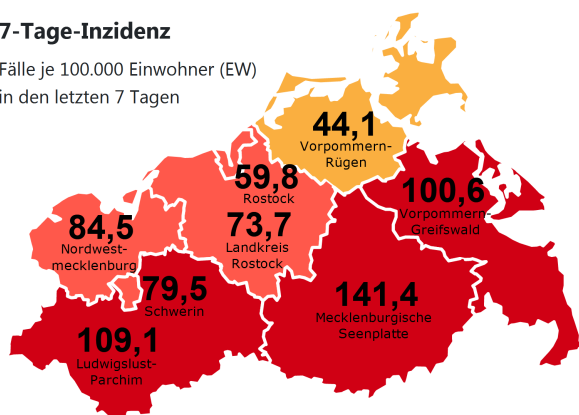 7-Tage-Inzidenz
Fälle je 100.000 Einwohner (EW)
in den letzten 7 Tagen
44,1
Vorpommern-
Rügen
59,8
Rostock
100,6
Vorpommern-
Greifswald
84,5
Nordwest-
mecklenburg
73,7
Landkreis
Rostock
79,5
Schwerin
141,4
Mecklenburgische
Seenplatte
109,1
Ludwigslust-
Parchim